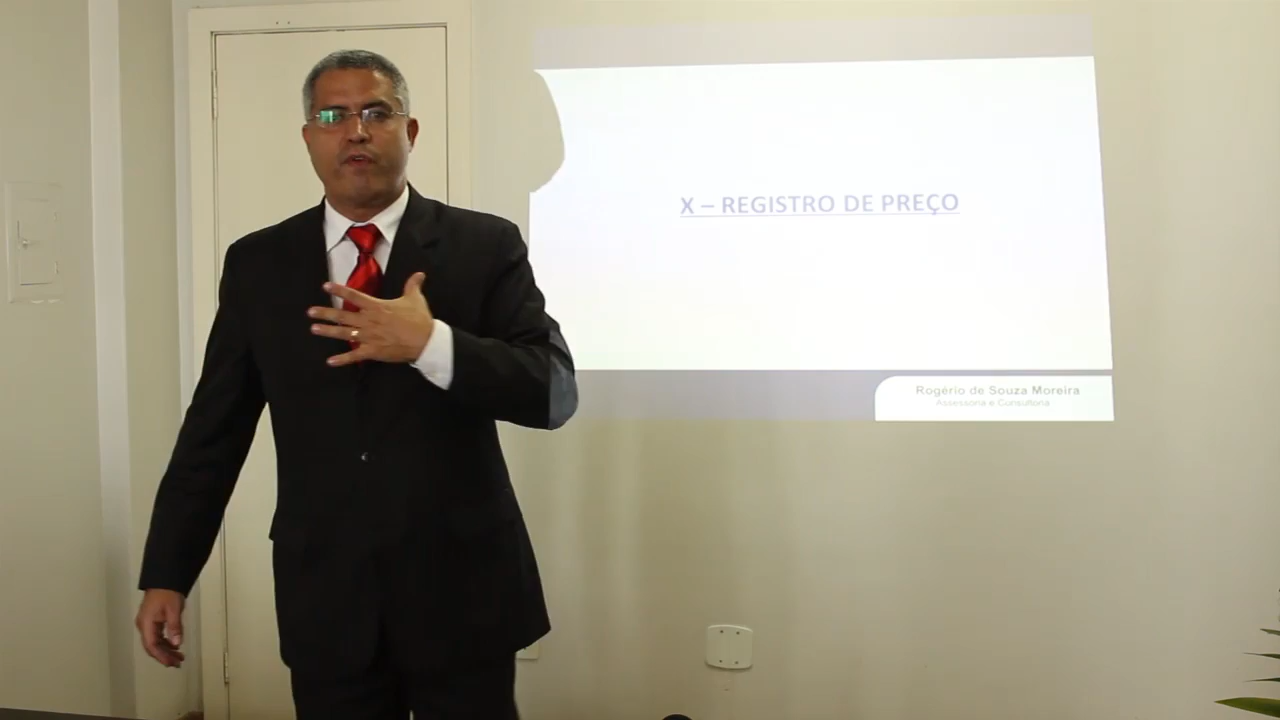 X – REGISTRO DE PREÇO
Rogério de Souza Moreira
Assessoria e Consultoria